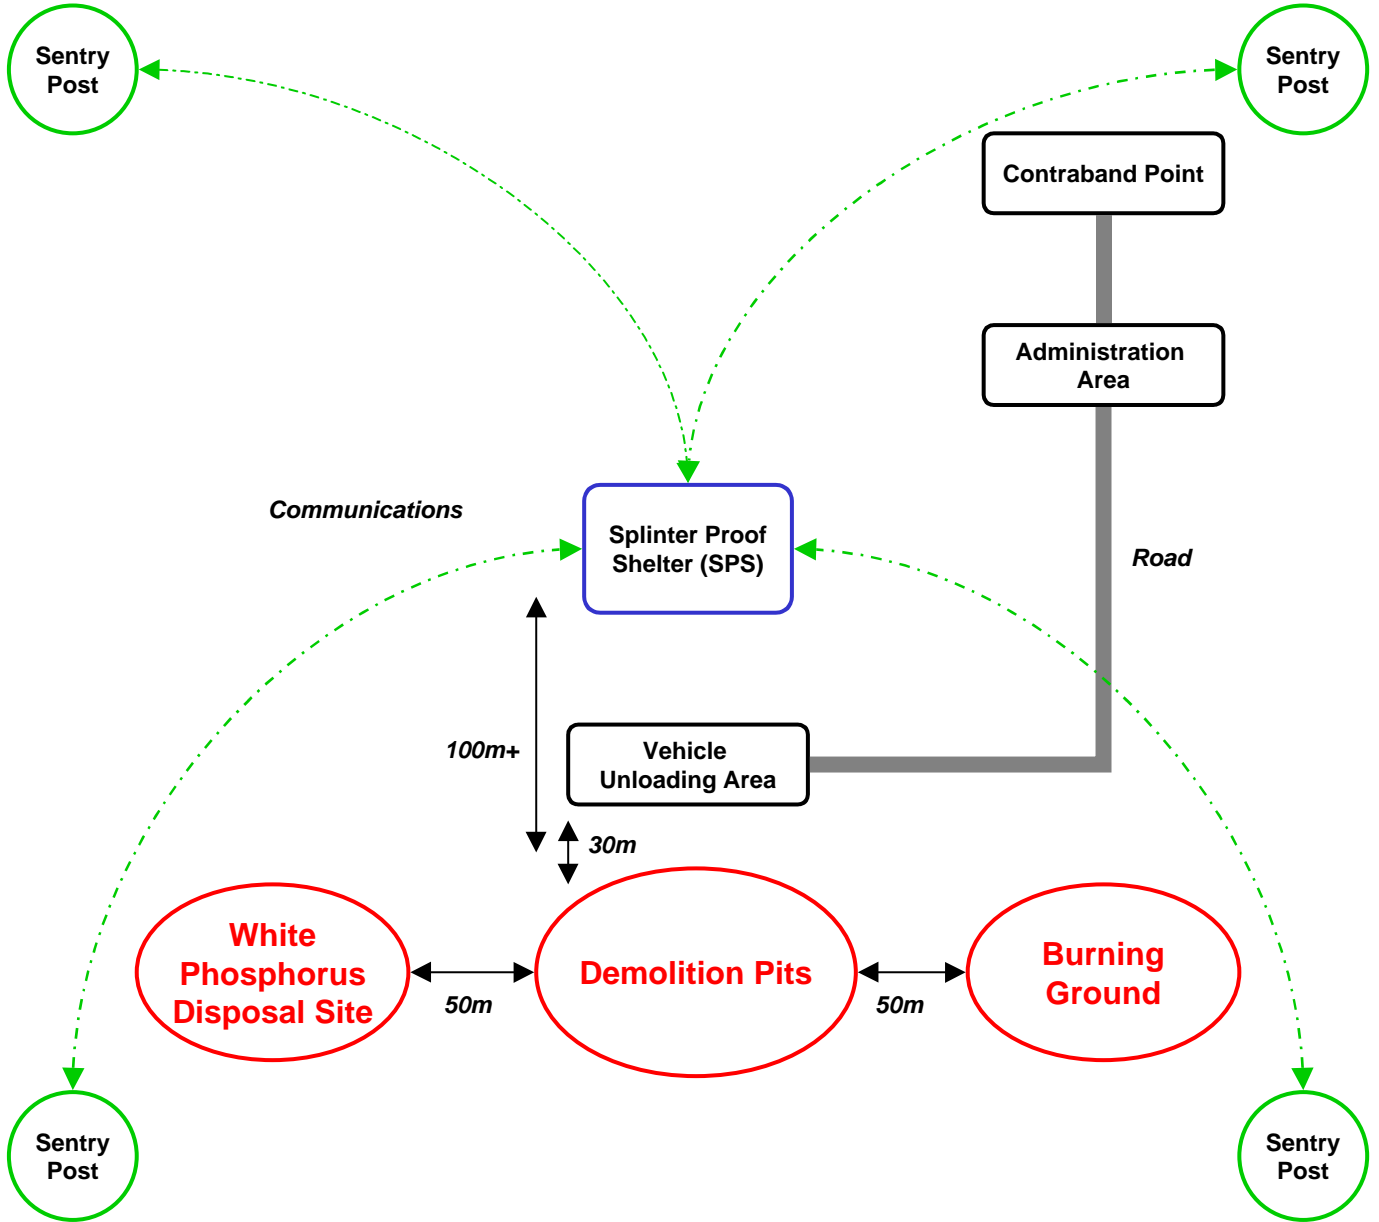 Sentry
Post
Sentry
Post
Contraband Point
Administration
Area
Communications
Splinter Proof
Shelter (SPS)
Road
100m+
Vehicle
Unloading Area
30m
White
Phosphorus
Disposal Site
50m
Demolition Pits
50m
Burning
Ground
Sentry
Post
Sentry
Post